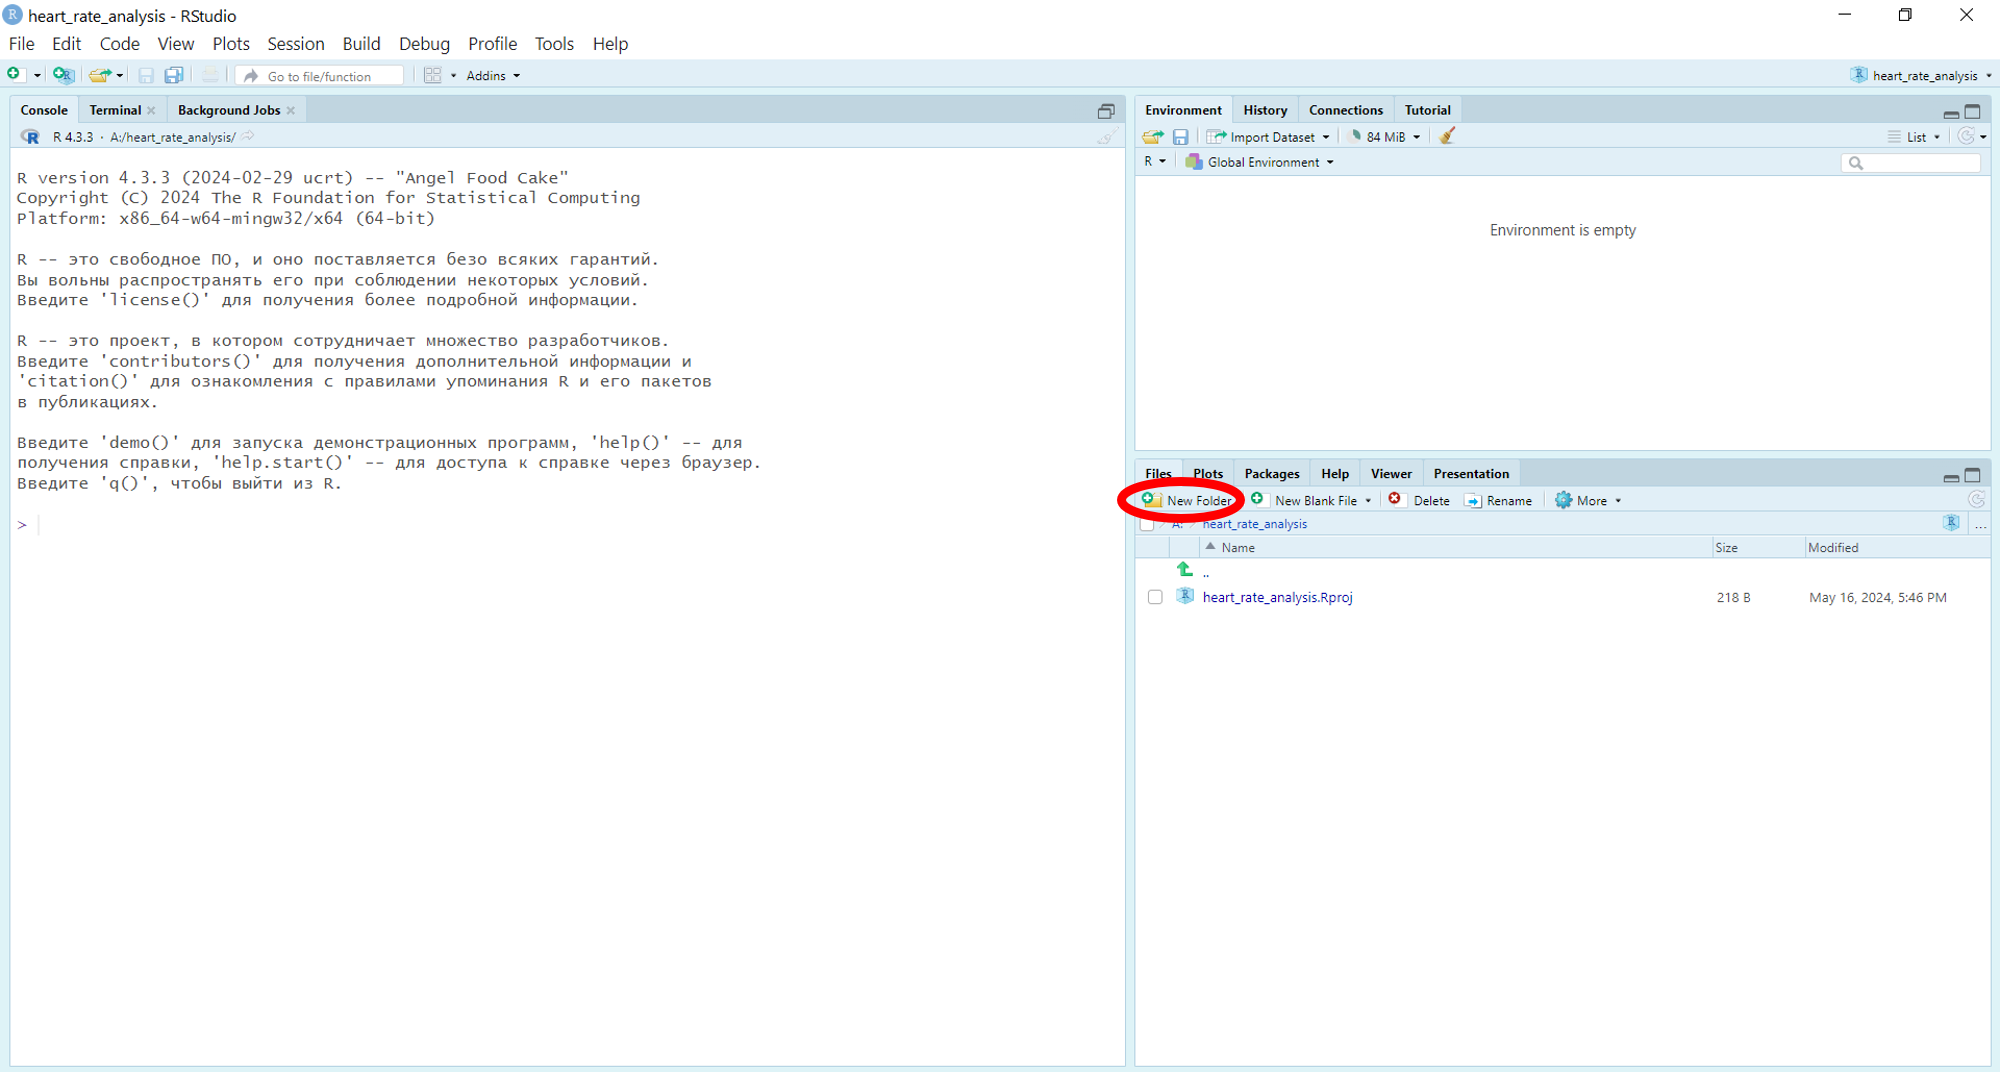 heart_rate_analysis - RStudio
File Edit Code View Plots Session Build Debug Profile Tools Help
Go to file/function Addins heart_rate_analysis
Console Terminal Background Jobs
R 4.3.3 · A:/heart_rate_analysis/
R version 4.3.3 (2024-02-29 ucrt) -- "Angel Food Cake"
Copyright (C) 2024 The R Foundation for Statistical Computing
Platform: x86_64-w64-mingw32/x64 (64-bit)
R -- это свободное ПО, и оно поставляется безо всяких гарантий.
Вы вольны распространять его при соблюдении некоторых условий.
Введите 'license()' для получения более подробной информации.
R -- это проект, в котором сотрудничает множество разработчиков.
Введите 'contributors()' для получения дополнительной информации и
'citation()' для ознакомления с правилами упоминания R и его пакетов
в публикациях.
Введите 'demo()' для запуска демонстрационных программ, 'help()' -- для
получения справки, 'help.start()' -- для доступа к справке через браузер.
Введите 'q()', чтобы выйти из R.
>
Environment History Connections Tutorial
Import Dataset 84 MiB List
R Global Environment
Environment is empty
Files Plots Packages Help Viewer Presentation
New Folder New Blank File Delete Rename More
A: heart_rate_analysis ...
Name Size Modified
..
heart_rate_analysis.Rproj 218 B May 16, 2024, 5:46 PM